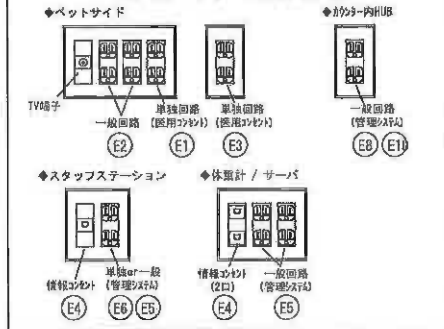 ◆ベットサイド
◆カウンター内HUB
TV端子
一般回路
単独回路
(医用コンセント)
単独回路
(医用コンセント)
一般回路
(管理システム)
E2
E1
E3
E8 E10
◆スタッフステーション
◆体重計 / サーバ
情報コンセント
単独or一般
(管理システム)
情報コンセント
(2口)
一般回路
(管理システム)
E4
E6 E5
E4
E5